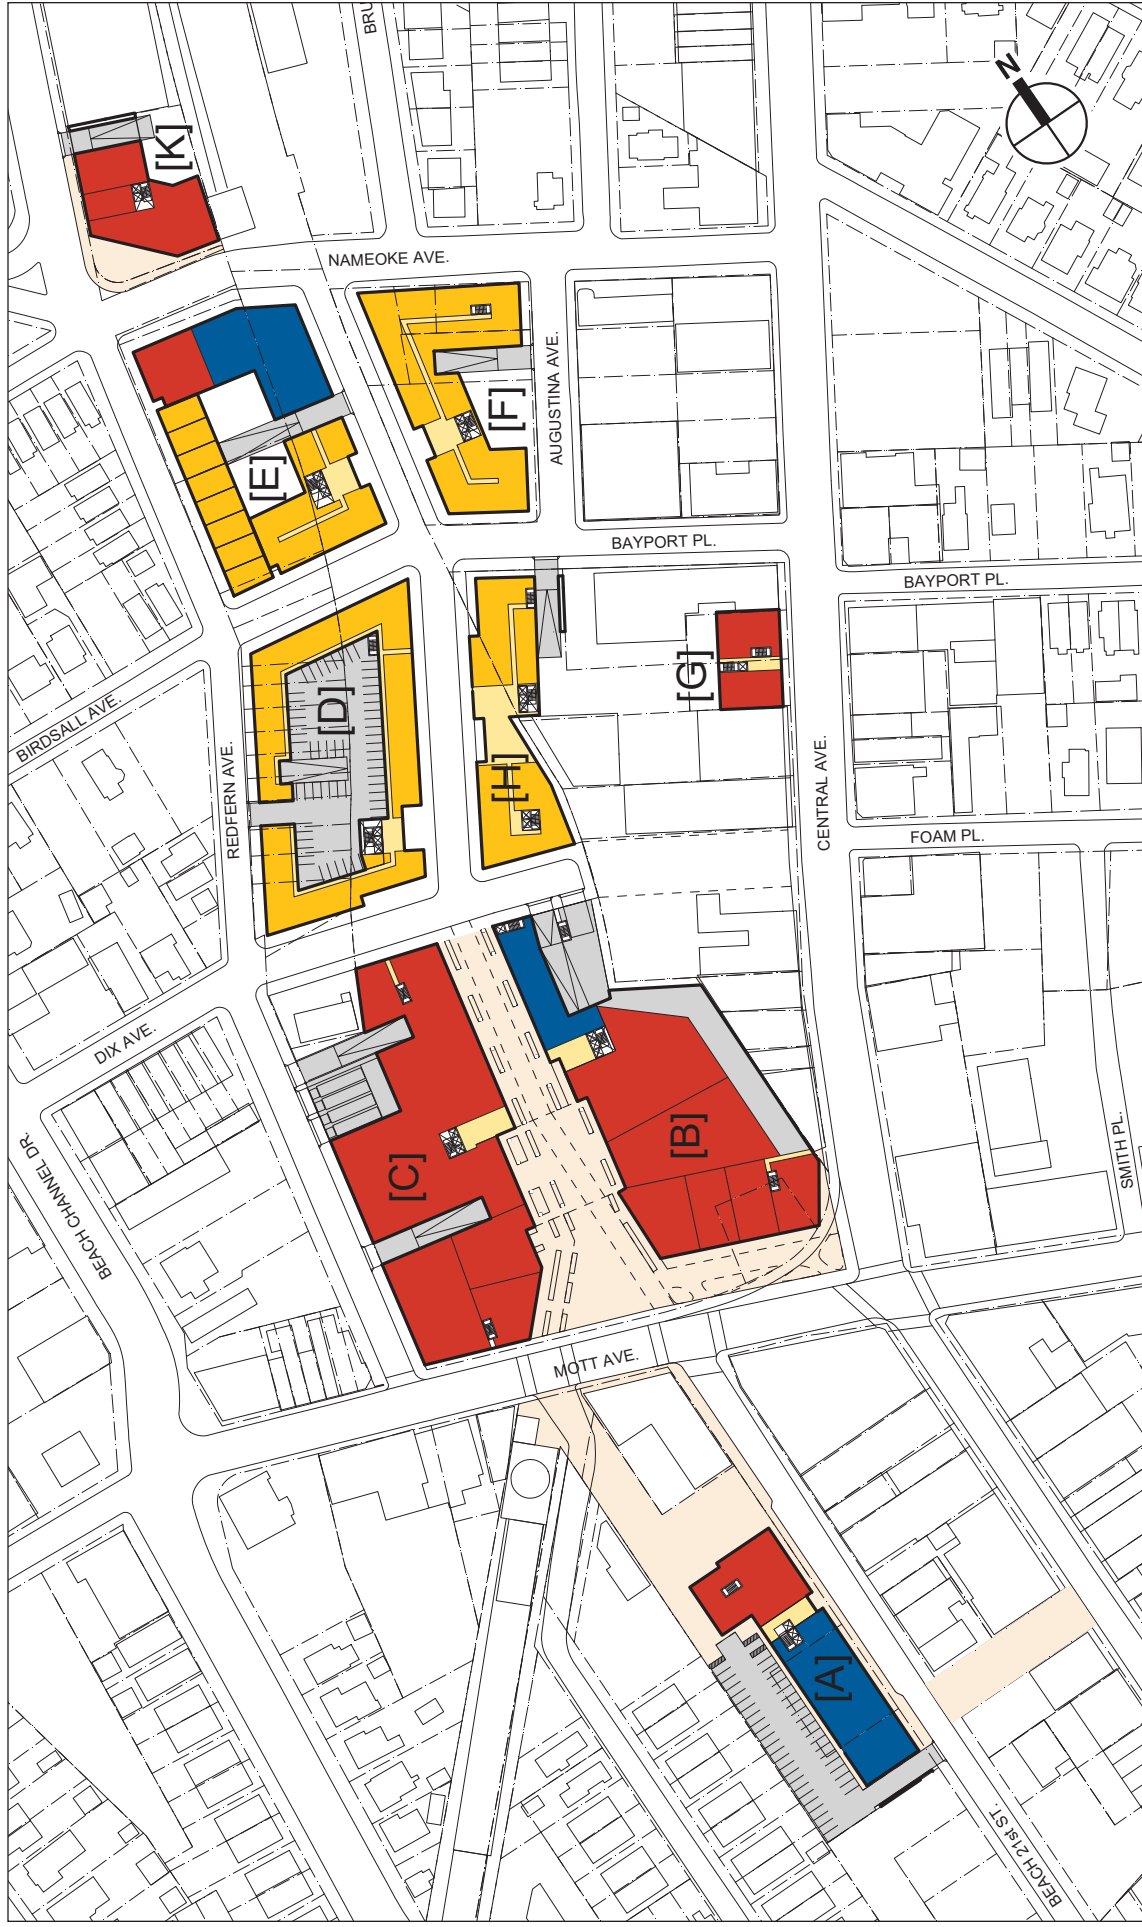 BRU
N
[K]
NAMEOKE AVE.
[F]
AUGUSTINA AVE.
[E]
BAYPORT PL.
BAYPORT PL.
[G]
[D]
BIRDSALL AVE.
REDFERN AVE.
[H]
CENTRAL AVE.
FOAM PL.
DIX AVE.
[B]
[C]
SMITH PL.
BEACH CHANNEL DR.
MOTT AVE.
[A]
BEACH 21st ST.